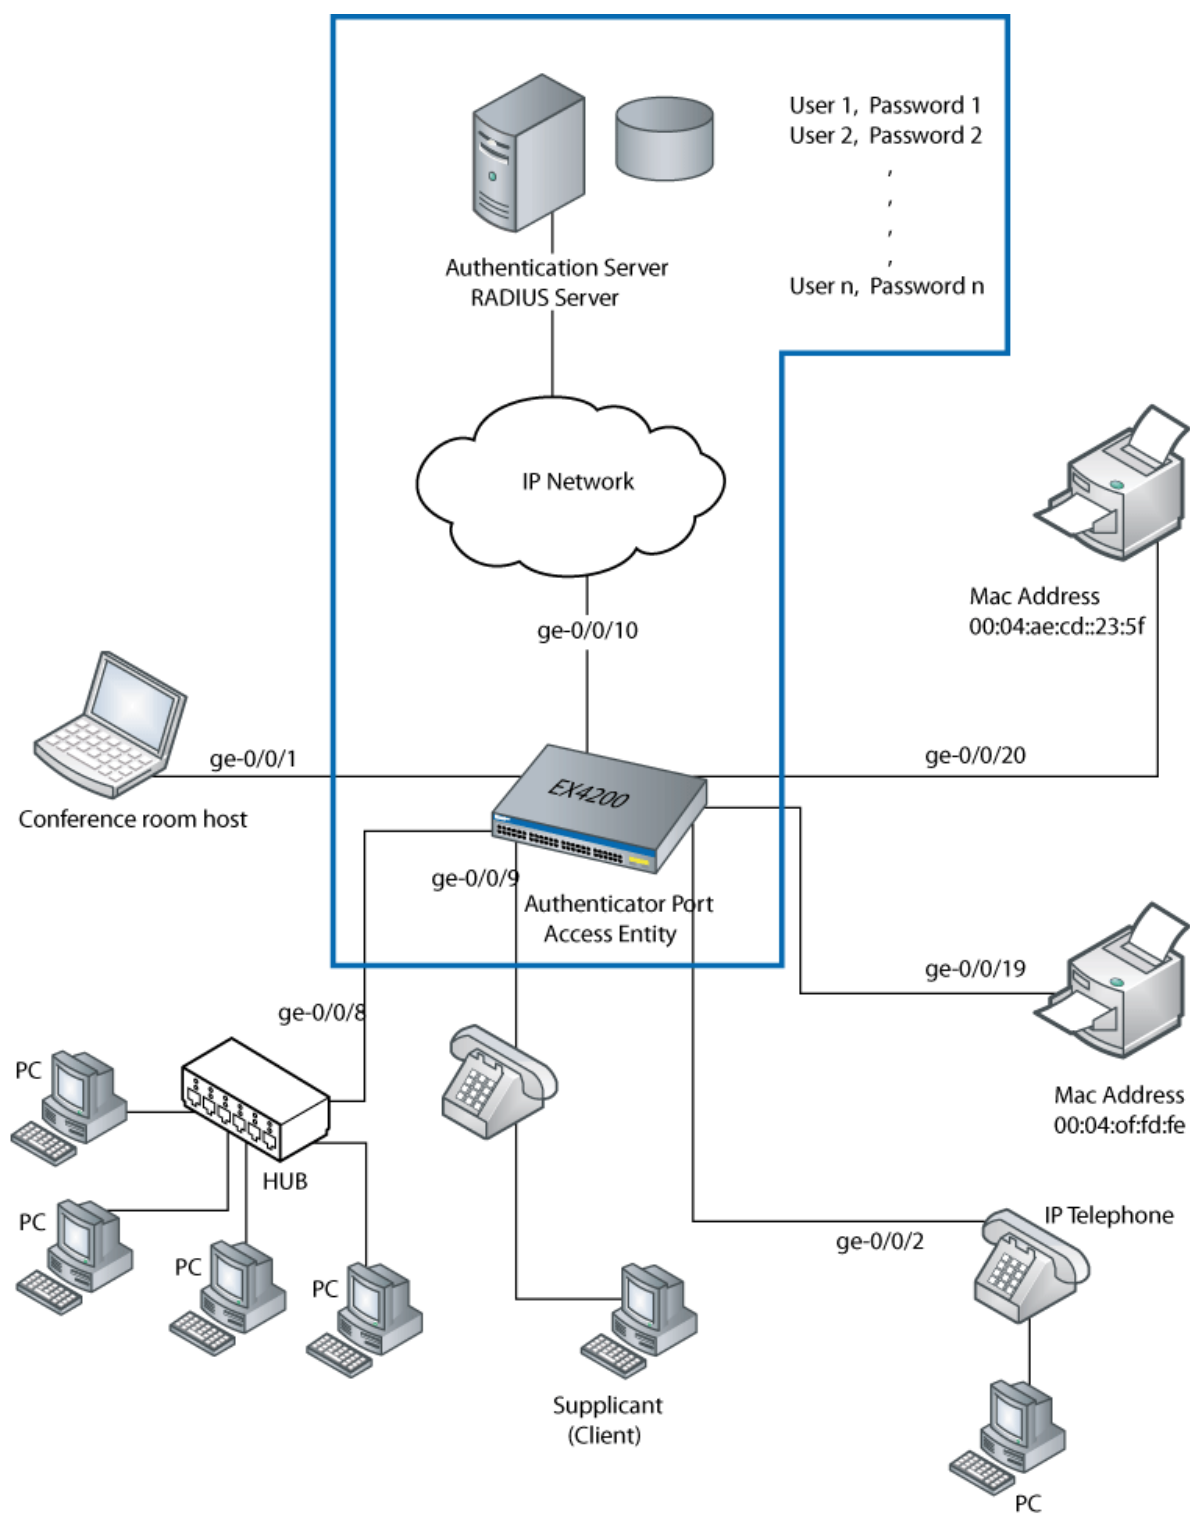 User 1, Password 1
User 2, Password 2
,
,
,
,
User n, Password n
Authentication Server
RADIUS Server
IP Network
ge-0/0/10
Mac Address
00:04:ae:cd::23:5f
ge-0/0/1
ge-0/0/20
Conference room host
EX4200
ge-0/0/9
Authenticator Port
Access Entity
ge-0/0/19
ge-0/0/8
PC
HUB
Mac Address
00:04:of:fd:fe
PC
PC
PC
IP Telephone
ge-0/0/2
Supplicant
(Client)
PC